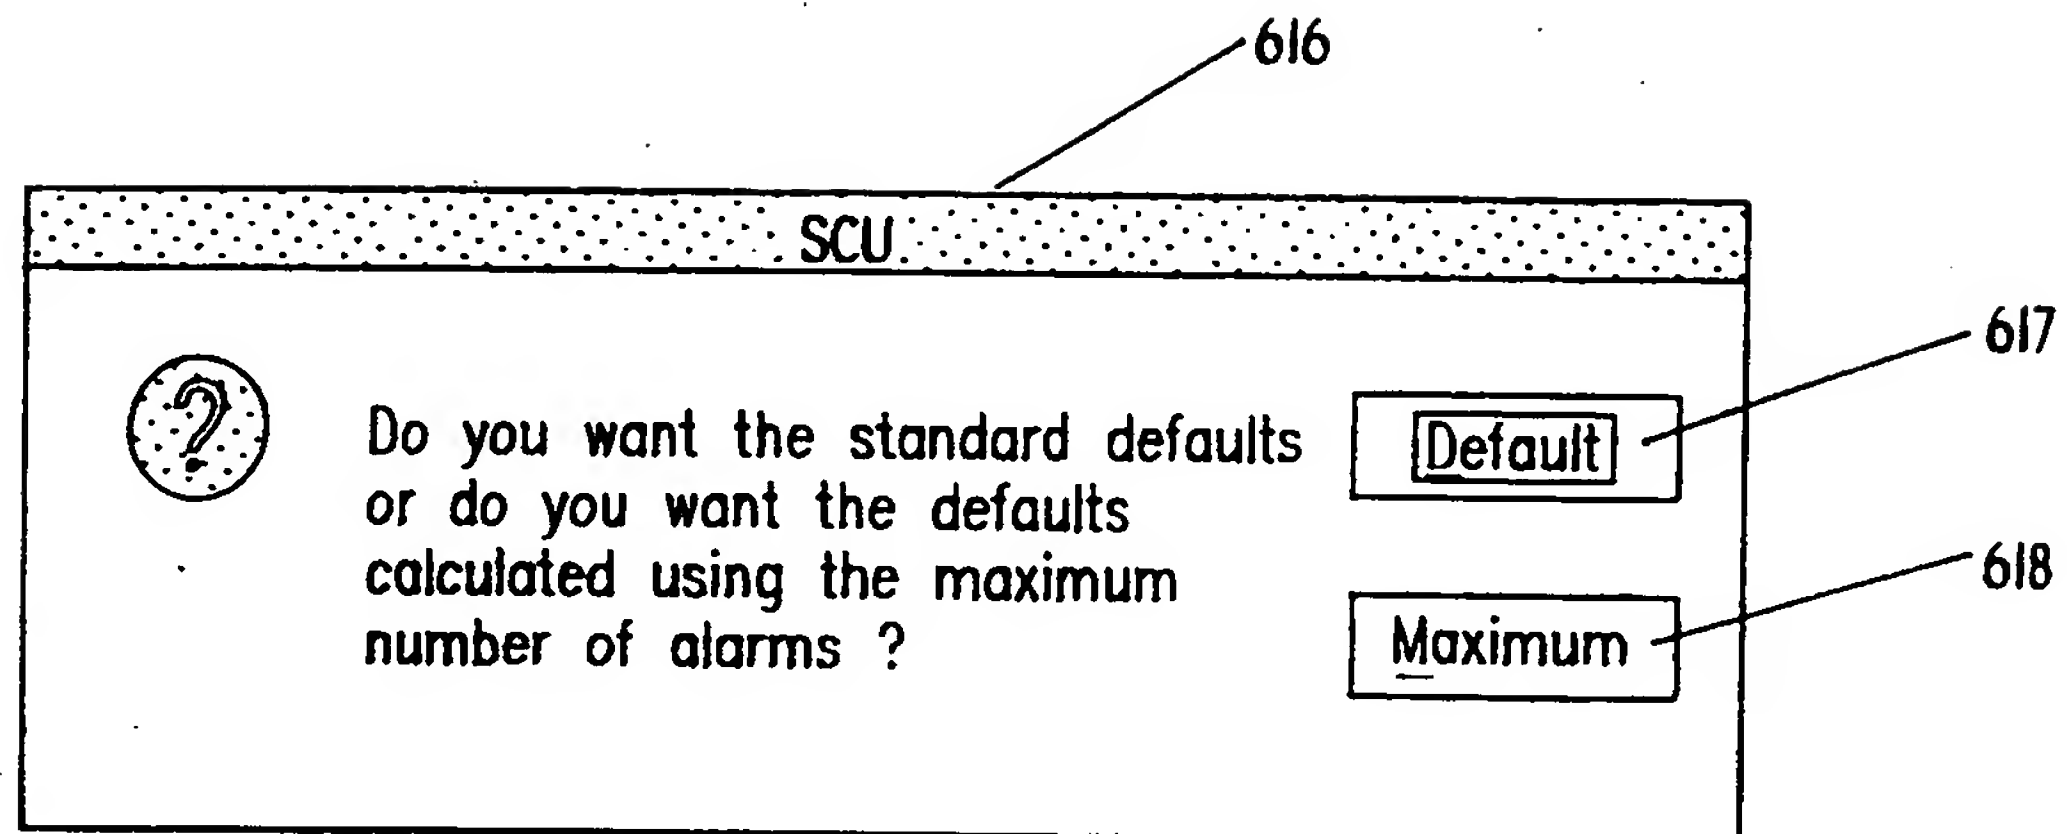 616
SCU
617
Do you want the standard defaults
Default
or do you want the defaults
calculated using the maximum
618
number of alarms ?
Maximum